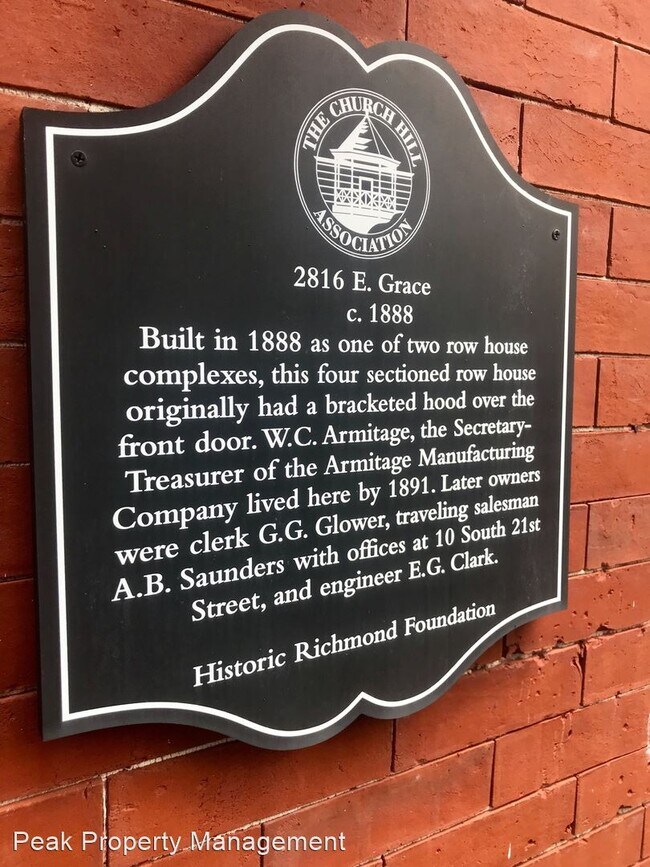 THE CHURCH HILL
ASSOCIATION
2816 E. Grace
c. 1888
Built in 1888 as one of two row house
complexes, this four sectioned row house
originally had a bracketed hood over the
front door. W.C. Armitage, the Secretary-
Treasurer of the Armitage Manufacturing
Company lived here by 1891. Later owners
were clerk G.G. Glower, traveling salesman
A.B. Saunders with offices at 10 South 21st
Street, and engineer E.G. Clark.
Historic Richmond Foundation
Peak Property Management